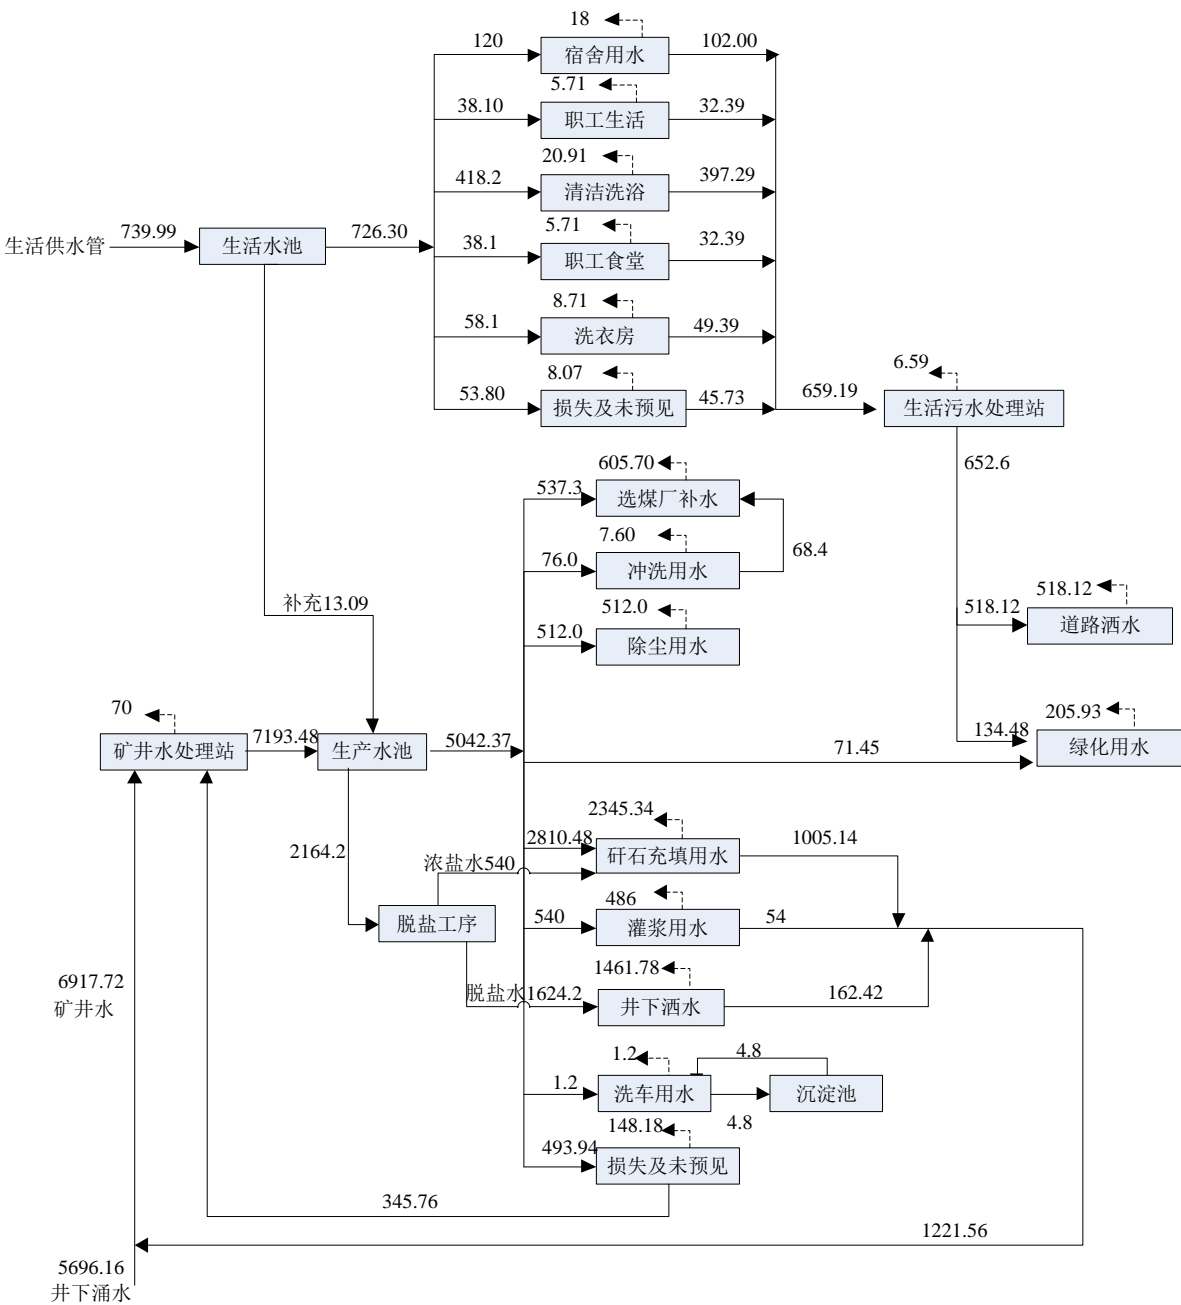 18
120
宿舍用水
102.00
5.71
38.10
职工生活
32.39
20.91
418.2
清洁洗浴
397.29
生活供水管
739.99
生活水池
726.30
5.71
38.1
职工食堂
32.39
8.71
58.1
洗衣房
49.39
8.07
53.80
损失及未预见
45.73
659.19
6.59
生活污水处理站
652.6
605.70
537.3
选煤厂补水
7.60
76.0
冲洗用水
68.4
补充13.09
512.0
512.0
除尘用水
518.12
518.12
道路洒水
70
矿井水处理站
7193.48
生产水池
5042.37
71.45
205.93
134.48
绿化用水
2164.2
2345.34
2810.48
矸石充填用水
1005.14
浓盐水540
脱盐工序
486
540
灌浆用水
54
6917.72
矿井水
1461.78
脱盐水1624.2
井下洒水
162.42
1.2
1.2
洗车用水
4.8
沉淀池
4.8
148.18
493.94
损失及未预见
345.76
1221.56
5696.16
井下涌水